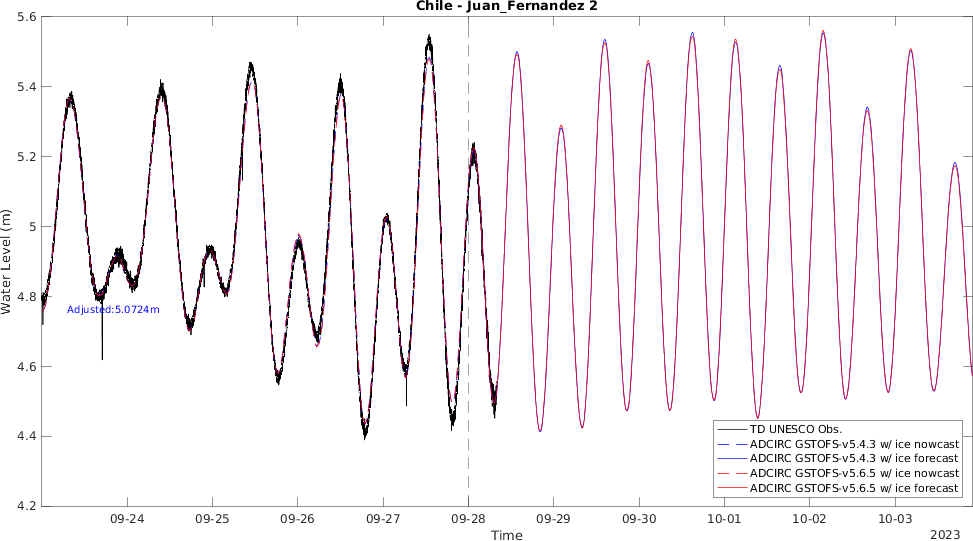 Chile - Juan_Fernandez 2
5.6
5.4
5.2
5
4.8
4.6
4.4
4.2
Water Level (m)
Adjusted:5.0724m
TD UNESCO Obs.
ADCIRC GSTOFS-v5.4.3 w/ ice nowcast
ADCIRC GSTOFS-v5.4.3 w/ ice forecast
ADCIRC GSTOFS-v5.6.5 w/ ice nowcast
ADCIRC GSTOFS-v5.6.5 w/ ice forecast
09-24 09-25 09-26 09-27 09-28 09-29 09-30 10-01 10-02 10-03
Time
2023